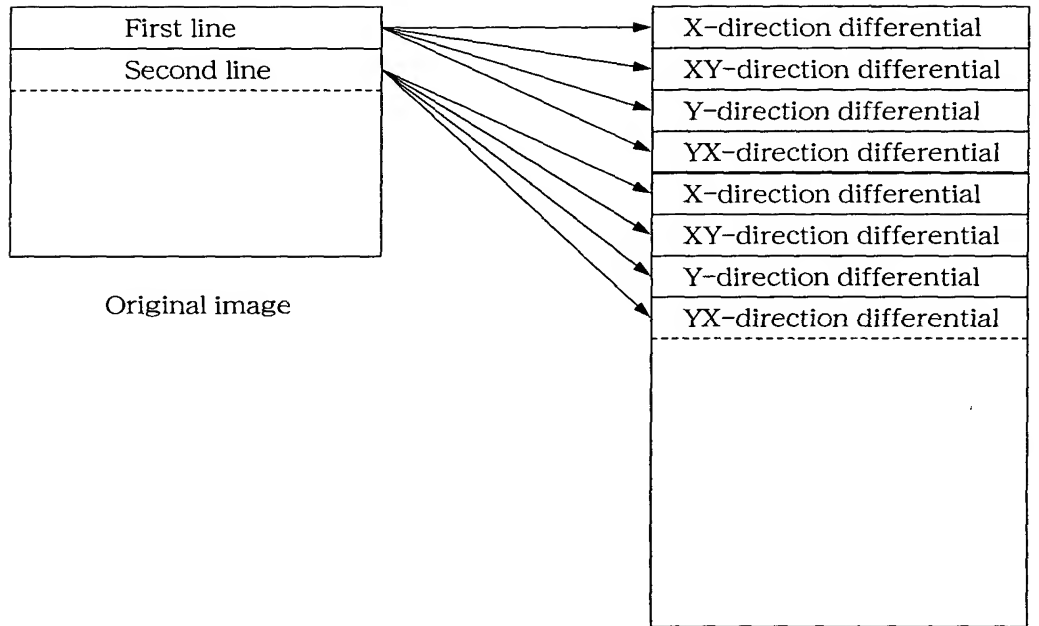 First line
Second line
Original image
X-direction differential
XY-direction differential
Y-direction differential
YX-direction differential
X-direction differential
XY-direction differential
Y-direction differential
YX-direction differential